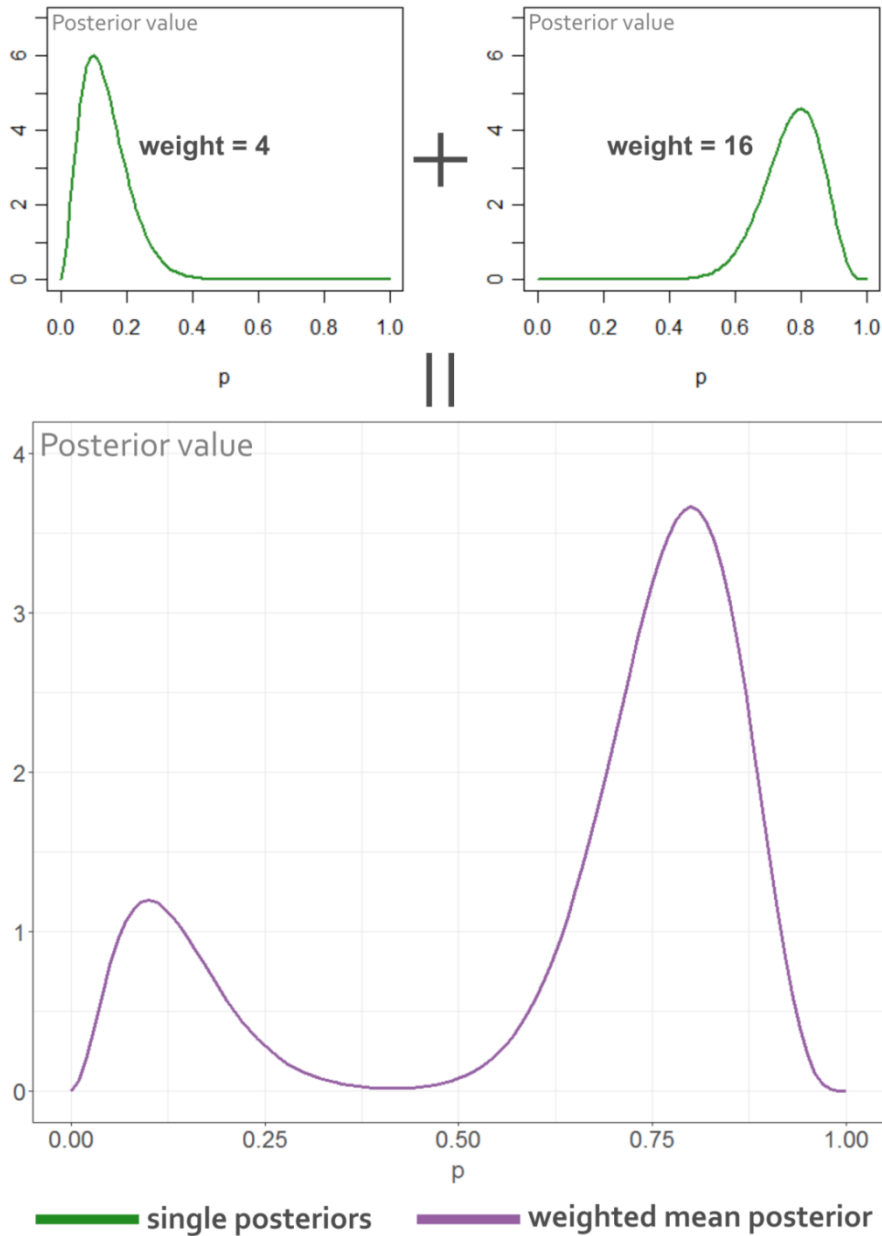 Posterior value
6
4
2
0
weight = 4
0.0 0.2 0.4 0.6 0.8 1.0
p
+
Posterior value
6
4
2
0
weight = 16
0.0 0.2 0.4 0.6 0.8 1.0
p
||
Posterior value
4
3
2
1
0
0.00 0.25 0.50 0.75 1.00
p
single posteriors weighted mean posterior